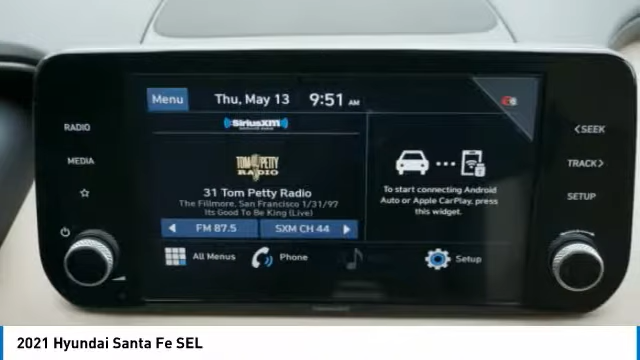 Menu Thu, May 13 9:51 AM
SiriusXM
RADIO
MEDIA
TOM PETTY
RADIO
31 Tom Petty Radio
The Fillmore, San Francisco 1/31/97
Its Good To Be King (Live)
FM 87.5 SXM CH 44
To start connecting Android
Auto or Apple CarPlay, press
this widget.
<SEEK
TRACK>
SETUP
All Menus Phone Setup
2021 Hyundai Santa Fe SEL